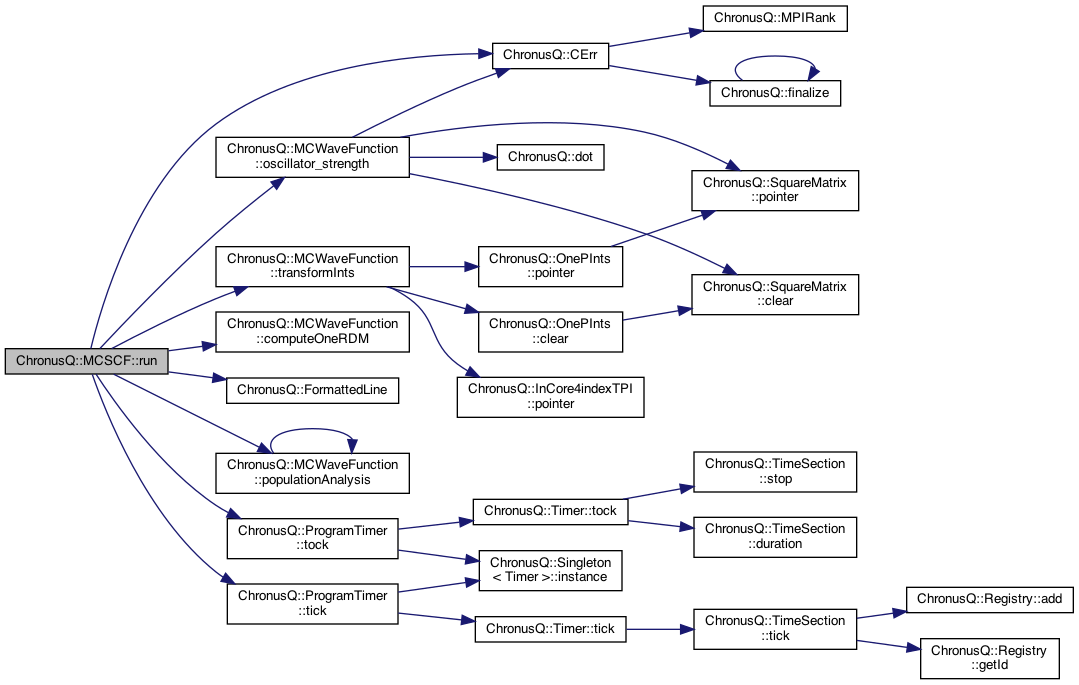 ChronusQ::MCSCF::run
ChronusQ::CErr
ChronusQ::MPIRank
ChronusQ::finalize
ChronusQ::MCWaveFunction
::oscillator_strength
ChronusQ::dot
ChronusQ::SquareMatrix
::pointer
ChronusQ::MCWaveFunction
::transformInts
ChronusQ::OnePInts
::pointer
ChronusQ::SquareMatrix
::clear
ChronusQ::OnePInts
::clear
ChronusQ::InCore4indexTPI
::pointer
ChronusQ::MCWaveFunction
::computeOneRDM
ChronusQ::FormattedLine
ChronusQ::MCWaveFunction
::populationAnalysis
ChronusQ::ProgramTimer
::tock
ChronusQ::Timer::tock
ChronusQ::TimeSection
::stop
ChronusQ::TimeSection
::duration
ChronusQ::Singleton
< Timer >::instance
ChronusQ::ProgramTimer
::tick
ChronusQ::Timer::tick
ChronusQ::TimeSection
::tick
ChronusQ::Registry::add
ChronusQ::Registry
::getId